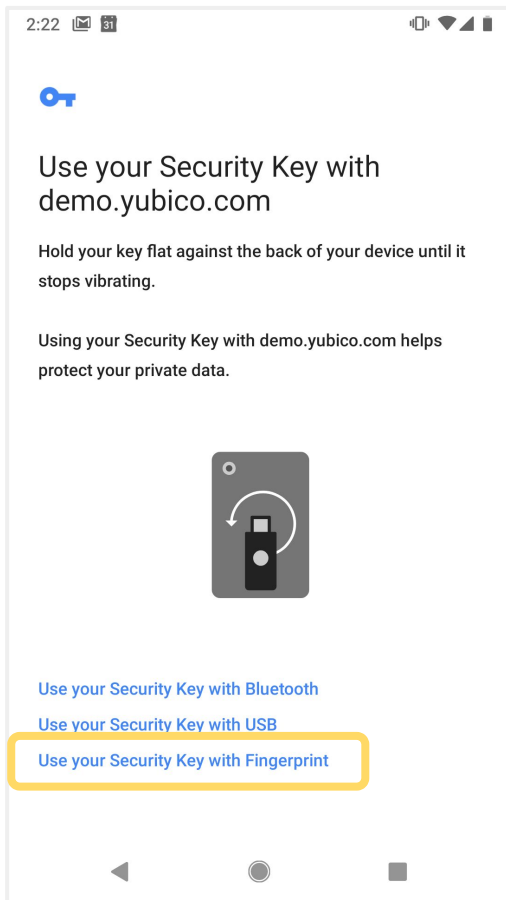 2:22 31
Use your Security Key with
demo.yubico.com
Hold your key flat against the back of your device until it
stops vibrating.
Using your Security Key with demo.yubico.com helps
protect your private data.
Use your Security Key with Bluetooth
Use your Security Key with USB
Use your Security Key with Fingerprint